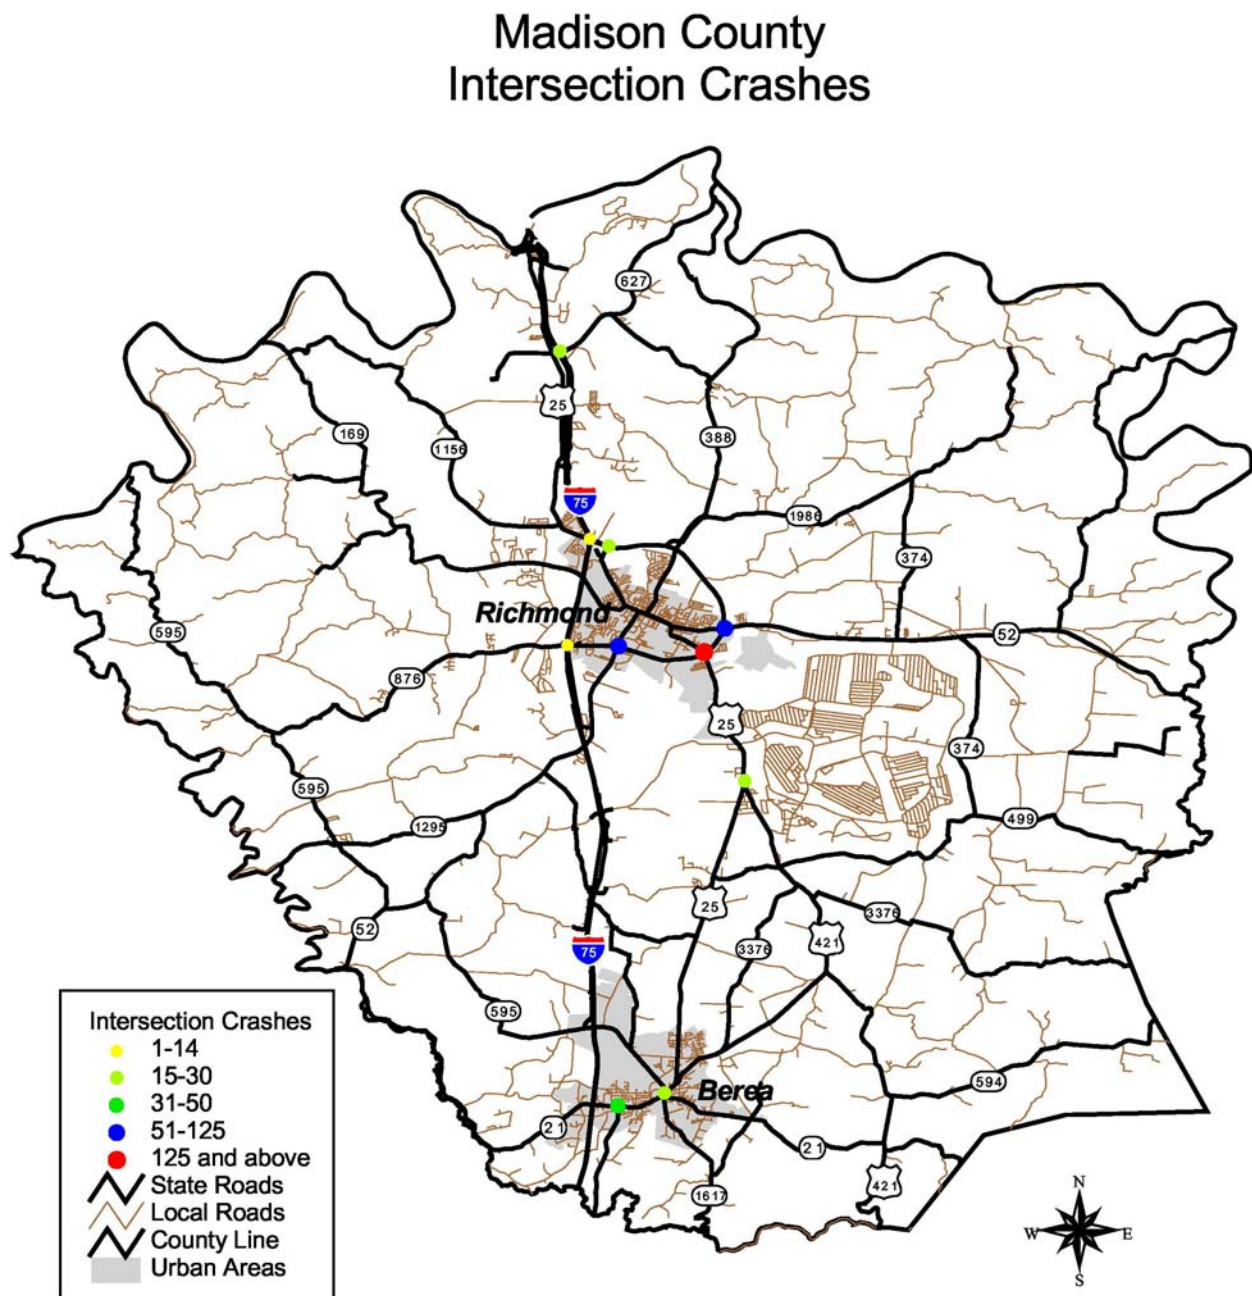 Madison County
Intersection Crashes
627
25
169
1156
388
75
1986
374
Richmond
595
52
876
25
374
595
1295
499
25
3376
52
421
3376
75
595
Intersection Crashes
1-14
15-30
31-50
51-125
125 and above
State Roads
Local Roads
County Line
Urban Areas
594
Berea
21
21
421
1617
N
W E
S